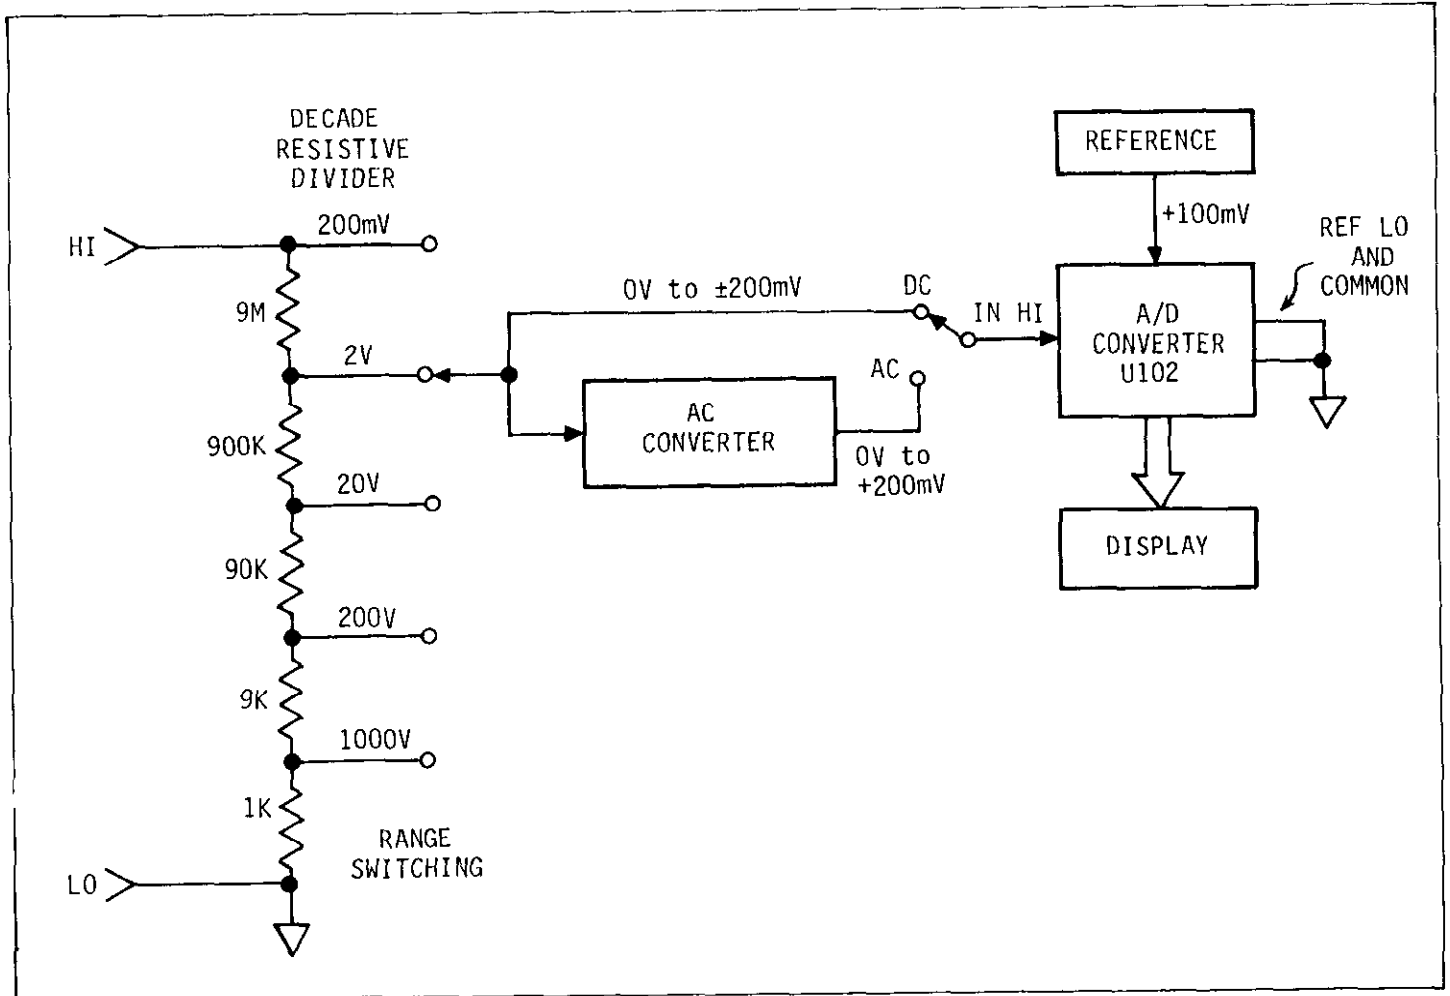 DECADE
RESISTIVE
DIVIDER
REFERENCE
+100mV
REF LO
AND
COMMON
HI
200mV
9M
0V to ±200mV
DC
IN HI
A/D
CONVERTER
U102
2V
AC
AC
CONVERTER
0V to
+200mV
900K
20V
DISPLAY
90K
200V
9K
1000V
1K
RANGE
SWITCHING
LO